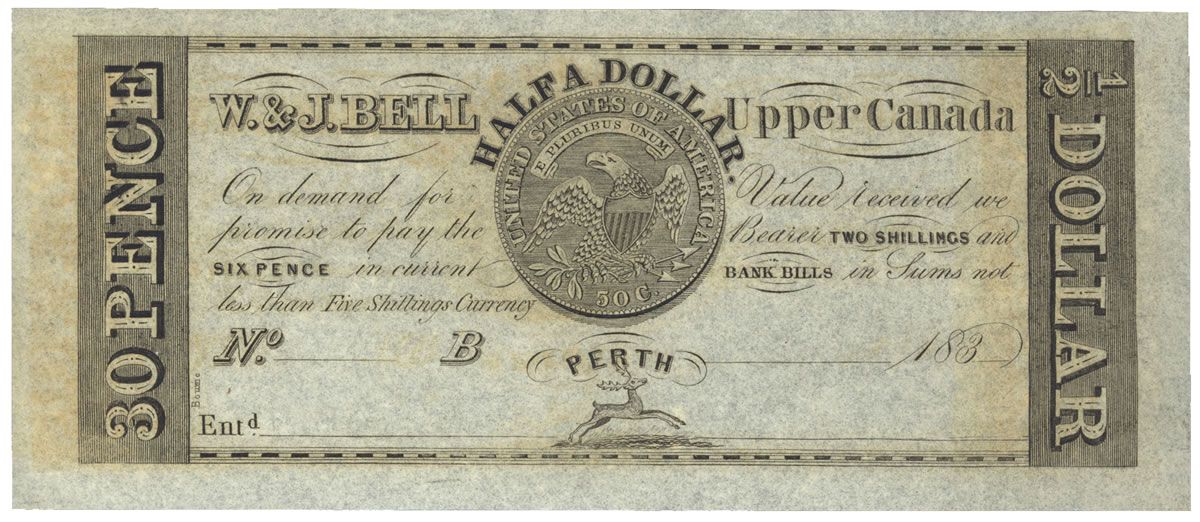 30 PENCE
W. & J. BELL
HALF A DOLLAR.
Upper Canada
UNITED STATES OF AMERICA
E PLURIBUS UNUM
50 C.
On demand for Value received we
promise to pay the Bearer TWO SHILLINGS and
SIX PENCE in current BANK BILLS in Sums not
less than Five Shillings Currency
No. B PERTH 183
Bourne
Entd.
1/2 DOLLAR